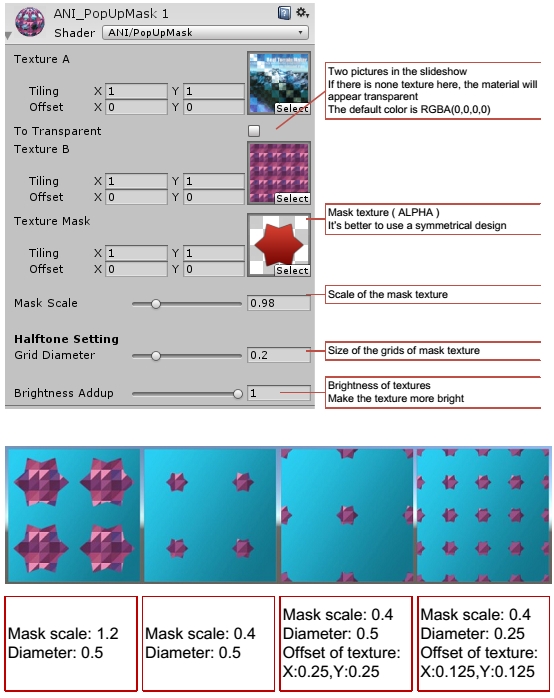 ANI_PopUpMask 1
Shader ANI/PopUpMask
Texture A
Tiling X 1 Y 1
Offset X 0 Y 0
Select
To Transparent
Texture B
Tiling X 1 Y 1
Offset X 0 Y 0
Select
Texture Mask
Tiling X 1 Y 1
Offset X 0 Y 0
Select
Mask Scale 0.98
Halftone Setting
Grid Diameter 0.2
Brightness Addup 1
Two pictures in the slideshow
If there is none texture here, the material will
appear transparent
The default color is RGBA(0,0,0,0)
Mask texture ( ALPHA )
It's better to use a symmetrical design
Scale of the mask texture
Size of the grids of mask texture
Brightness of textures
Make the texture more bright
Mask scale: 1.2
Diameter: 0.5
Mask scale: 0.4
Diameter: 0.5
Mask scale: 0.4
Diameter: 0.5
Offset of texture:
X:0.25,Y:0.25
Mask scale: 0.4
Diameter: 0.25
Offset of texture:
X:0.125,Y:0.125